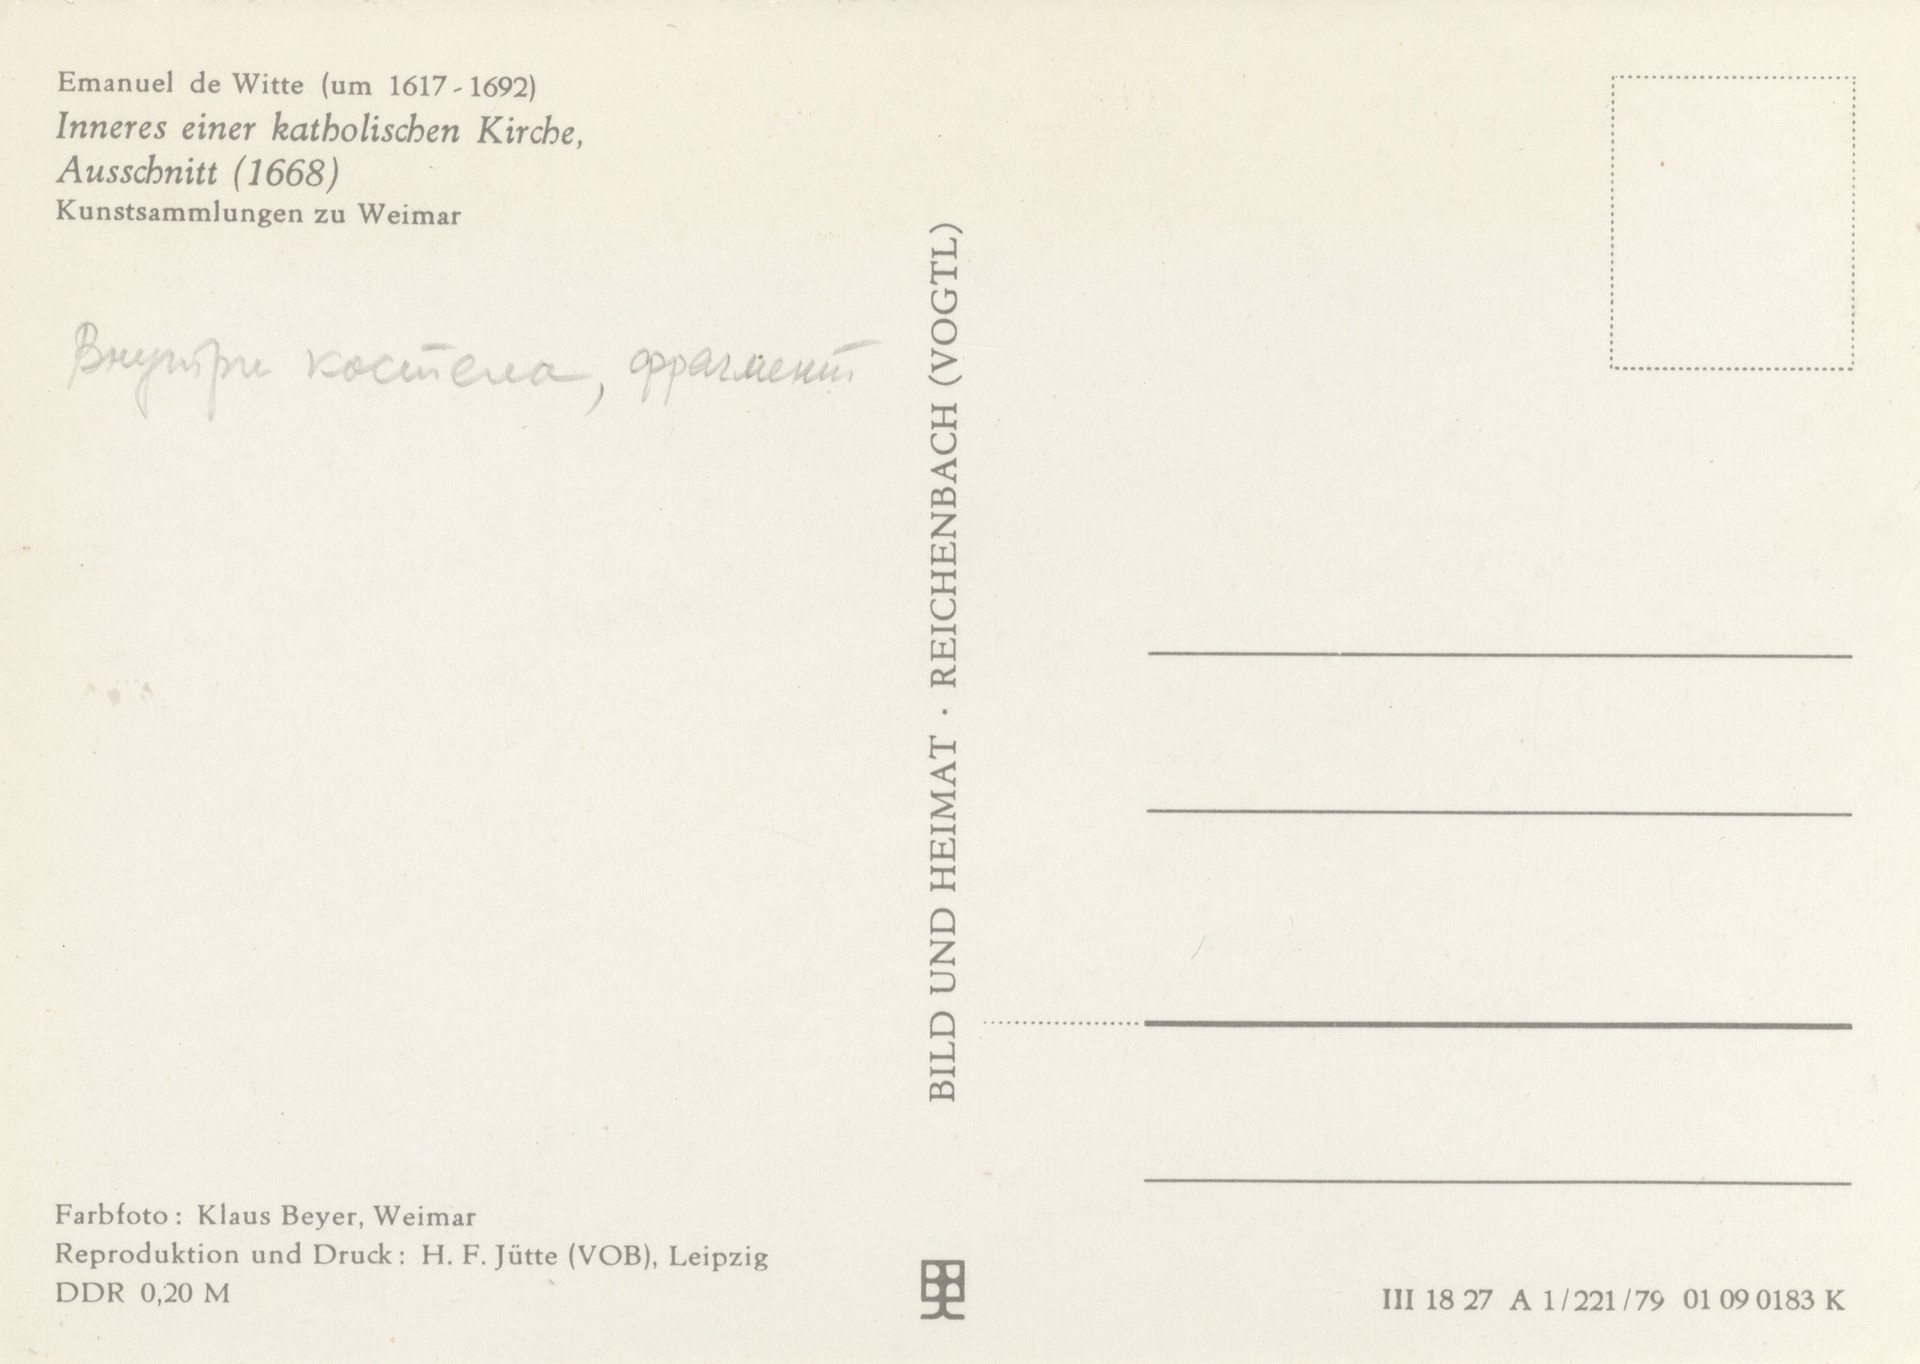 Emanuel de Witte (um 1617-1692)
Inneres einer katholischen Kirche,
Ausschnitt (1668)
Kunstsammlungen zu Weimar
Внутри костела, фрагмент
BILD UND HEIMAT · REICHENBACH (VOGTL)
Farbfoto: Klaus Beyer, Weimar
Reproduktion und Druck: H. F. Jütte (VOB), Leipzig
DDR 0,20 M
III 18 27 A 1/221/79 01 09 0183 K